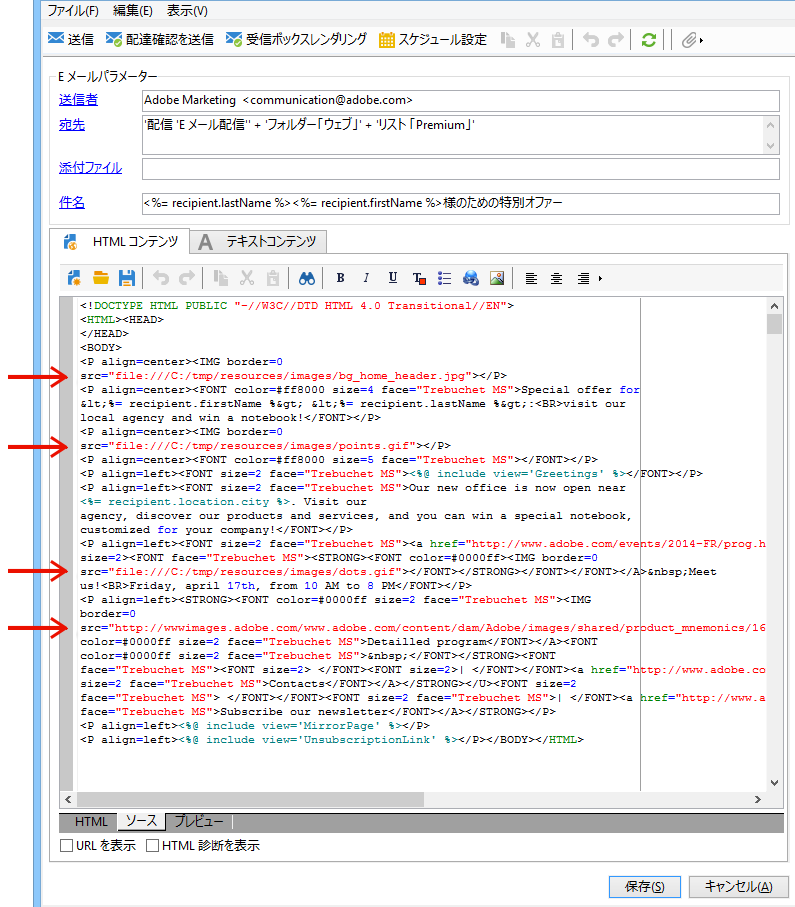 ファイル(F) 編集(E) 表示(V)
送信 配達確認を送信 受信ボックスレンダリング スケジュール設定
E メールパラメーター
送信者 Adobe Marketing <communication@adobe.com>
宛先 '配信 'E メール配信'' + 'フォルダー「ウェブ」' + 'リスト「Premium」'
添付ファイル
件名 <%= recipient.lastName %><%= recipient.firstName %>様のための特別オファー
HTML コンテンツ A テキストコンテンツ
B I U T
<!DOCTYPE HTML PUBLIC "-//W3C//DTD HTML 4.0 Transitional//EN">
<HTML><HEAD>
</HEAD>
<BODY>
<P align=center><IMG border=0
src="file:///C:/tmp/resources/images/bg_home_header.jpg"></P>
<P align=center><FONT color=#ff8000 size=4 face="Trebuchet MS">Special offer for
&lt;%= recipient.firstName %&gt; &lt;%= recipient.lastName %&gt;:<BR>visit our
local agency and win a notebook!</FONT></P>
<P align=center><IMG border=0
src="file:///C:/tmp/resources/images/points.gif"></P>
<P align=center><FONT color=#ff8000 size=5 face="Trebuchet MS"></FONT></P>
<P align=left><FONT size=2 face="Trebuchet MS"><%@ include view='Greetings' %></FONT></P>
<P align=left><FONT size=2 face="Trebuchet MS">Our new office is now open near
<%= recipient.location.city %>. Visit our
agency, discover our products and services, and you can win a special notebook,
customized for your company!</FONT></P>
<P align=left><FONT size=2 face="Trebuchet MS"><a href="http://www.adobe.com/events/2014-FR/prog.h
size=2><FONT face="Trebuchet MS"><STRONG><FONT color=#0000ff><IMG border=0
src="file:///C:/tmp/resources/images/dots.gif"></FONT></STRONG></FONT></FONT></A>&nbsp;Meet
us!<BR>Friday, april 17th, from 10 AM to 8 PM</FONT></P>
<P align=left><STRONG><FONT color=#0000ff size=2 face="Trebuchet MS"><IMG
border=0
src="http://wwwimages.adobe.com/www.adobe.com/content/dam/Adobe/images/shared/product_mnemonics/16
color=#0000ff size=2 face="Trebuchet MS">Detailled program</FONT></A><FONT
color=#0000ff size=2 face="Trebuchet MS">&nbsp;</FONT></STRONG><FONT
face="Trebuchet MS"><FONT size=2> </FONT><FONT size=2>| </FONT></FONT><a href="http://www.adobe.co
size=2 face="Trebuchet MS">Contacts</FONT></A></STRONG></U><FONT size=2
face="Trebuchet MS"> </FONT></FONT><FONT size=2 face="Trebuchet MS">| </FONT><a href="http://www.a
face="Trebuchet MS">Subscribe our newsletter</FONT></A></STRONG></P>
<P align=left><%@ include view='MirrorPage' %></P>
<P align=left><%@ include view='UnsubscriptionLink' %></P></BODY></HTML>
HTML ソース プレビュー
URL を表示 HTML 診断を表示
保存(S) キャンセル(A)